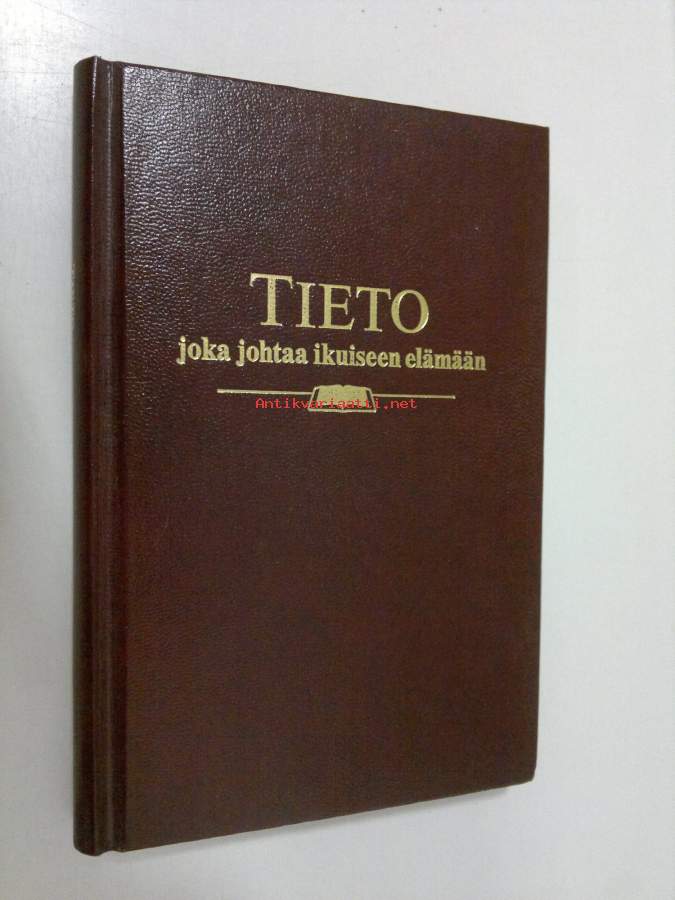 TIETO
joka johtaa ikuiseen elämään
Antikvariaatti.net